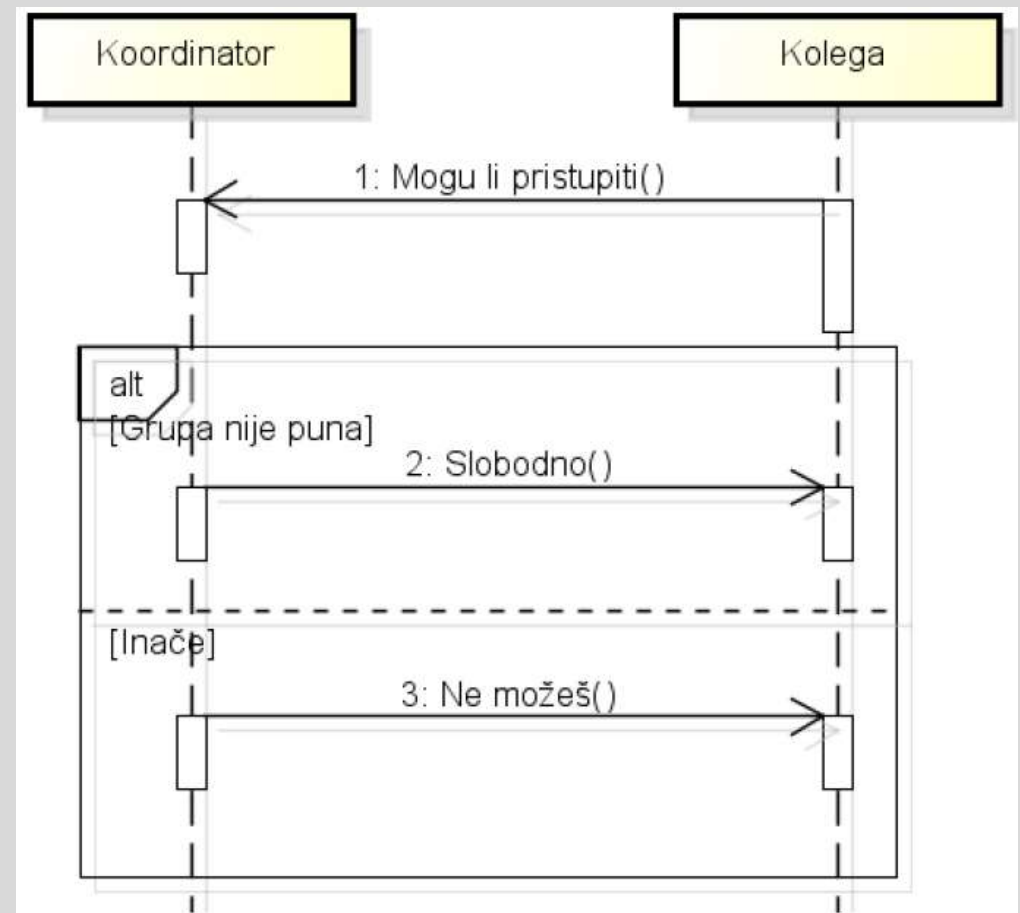 Koordinator
Kolega
1: Mogu li pristupiti()
alt
[Grupa nije puna]
2: Slobodno()
[Inače]
3: Ne možeš()